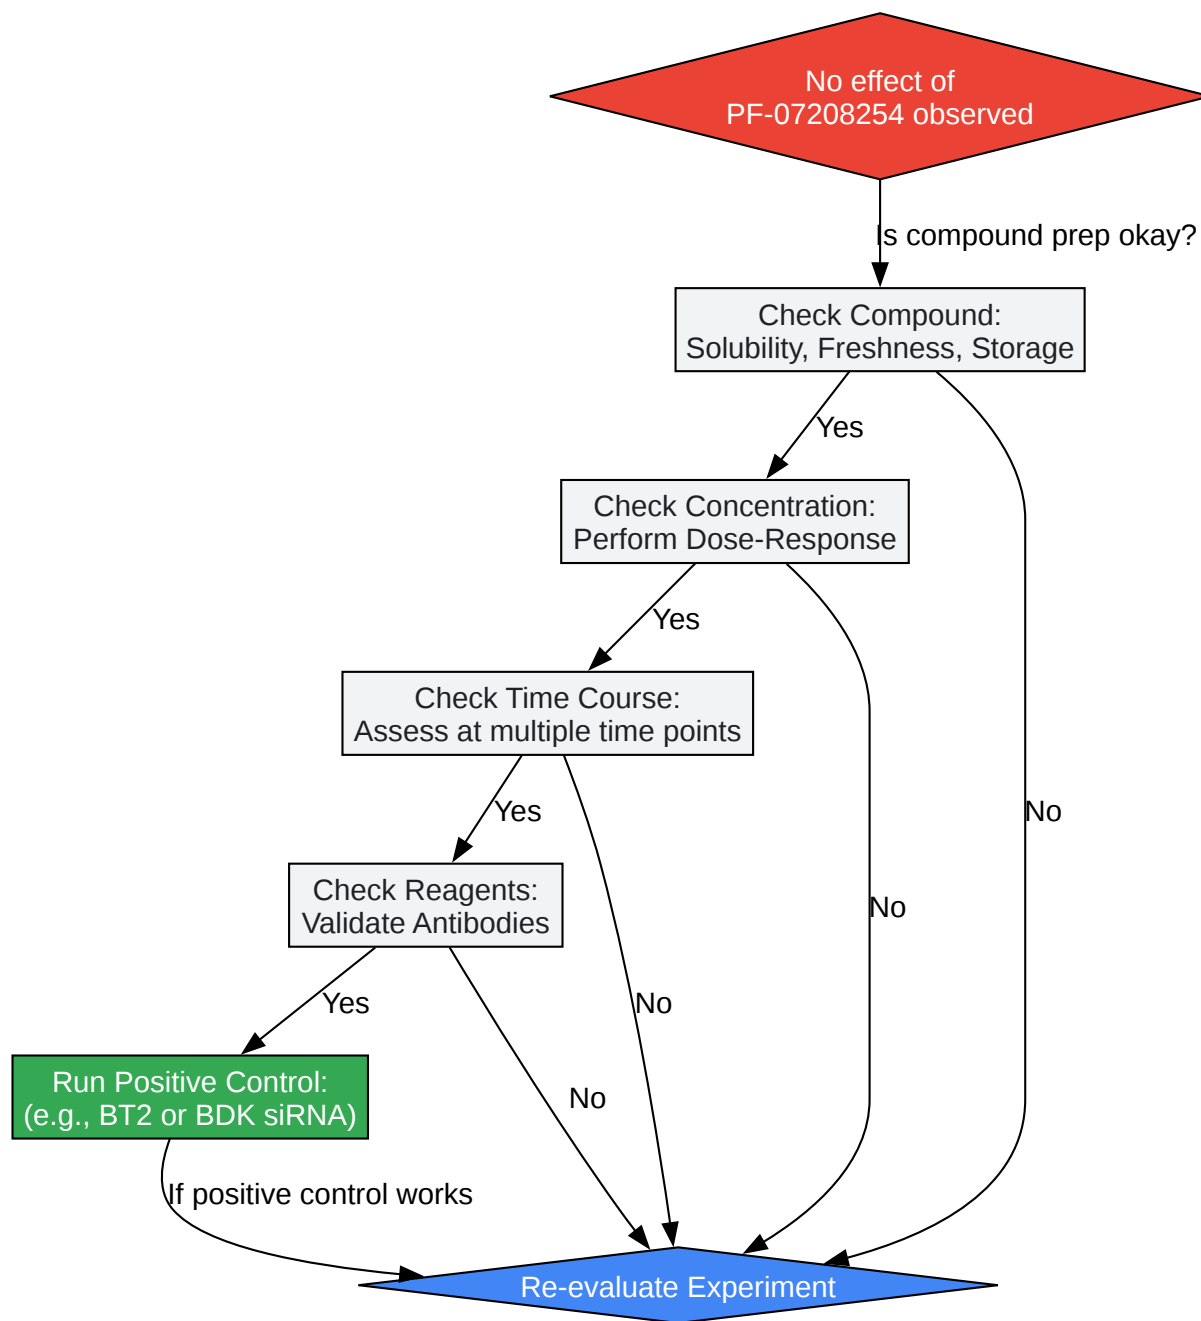 No effect of
PF-07208254 observed
Is compound prep okay?
Check Compound:
Solubility, Freshness, Storage
Yes
Check Concentration:
Perform Dose-Response
Yes
Check Time Course:
Assess at multiple time points
Yes
No
Check Reagents:
Validate Antibodies
No
Yes
No
Run Positive Control:
(e.g., BT2 or BDK siRNA)
No
If positive control works
Re-evaluate Experiment